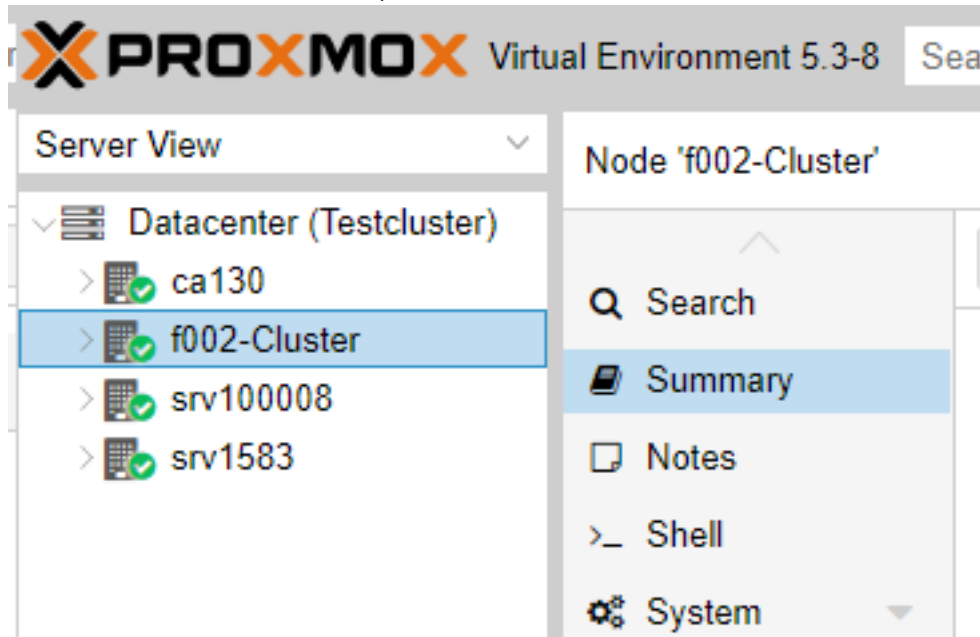 PROXMOX Virtual Environment 5.3-8 Sea
Server View
Node 'f002-Cluster'
Datacenter (Testcluster)
ca130
f002-Cluster
srv100008
srv1583
Search
Summary
Notes
>_ Shell
System